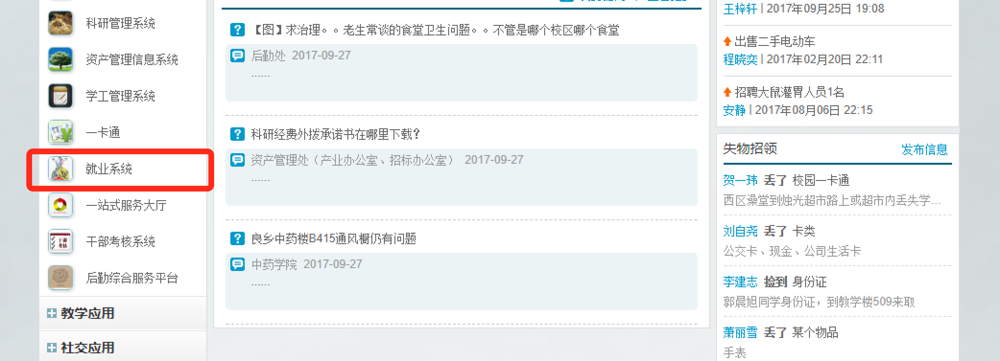 科研管理系统
资产管理信息系统
学工管理系统
一卡通
就业系统
一站式服务大厅
干部考核系统
后勤综合服务平台
教学应用
社交应用
【图】求治理。。老生常谈的食堂卫生问题。。不管是哪个校区哪个食堂
后勤处 2017-09-27
......
科研经费外拨承诺书在哪里下载?
资产管理处（产业办公室、招标办公室） 2017-09-27
......
良乡中药楼B415通风橱仍有问题
中药学院 2017-09-27
......
王梓轩 | 2017年09月25日 19:08
出售二手电动车
程晓奕 | 2017年02月20日 22:11
招聘大鼠灌胃人员1名
安静 | 2017年08月06日 22:15
失物招领 发布信息
贺一玮 丢了 校园一卡通
西区澡堂到烛光超市路上或超市内丢失学...
刘自尧 丢了 卡类
公交卡、现金、公司生活卡
李建志 捡到 身份证
郭晨旭同学身份证，到教学楼509来取
萧丽雪 丢了 某个物品
手表